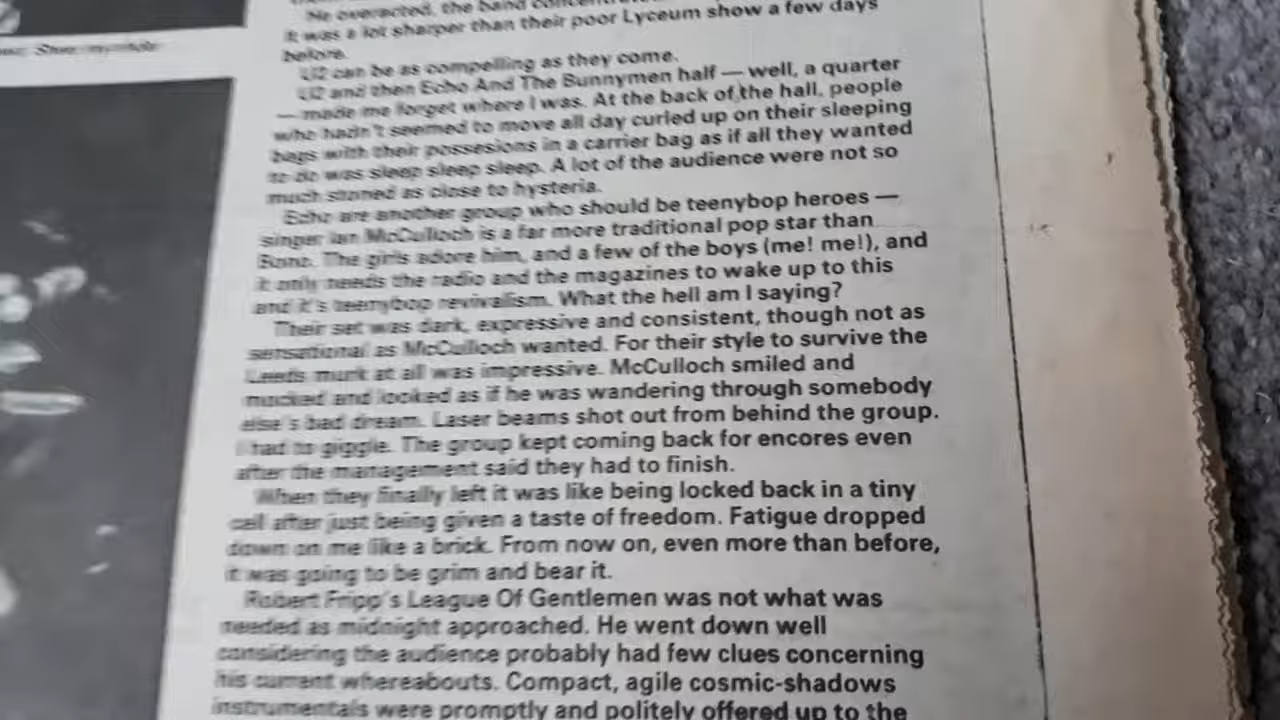 He overacted, the band
it was a lot sharper than their poor Lyceum show a few days
before.
U2 can be as compelling as they come.
U2 and then Echo And The Bunnymen half — well, a quarter
— made me forget where I was. At the back of the hall, people
who hadn't seemed to move all day curled up on their sleeping
bags with their possesions in a carrier bag as if all they wanted
to do was sleep sleep sleep. A lot of the audience were not so
much stoned as close to hysteria.
Echo are another group who should be teenybop heroes —
singer Ian McCulloch is a far more traditional pop star than
Bono. The girls adore him, and a few of the boys (me! me!), and
it only needs the radio and the magazines to wake up to this
and it's teenybop revivalism. What the hell am I saying?
Their set was dark, expressive and consistent, though not as
sensational as McCulloch wanted. For their style to survive the
Leeds murk at all was impressive. McCulloch smiled and
mucked and looked as if he was wandering through somebody
else's bad dream. Laser beams shot out from behind the group.
I had to giggle. The group kept coming back for encores even
after the management said they had to finish.
When they finally left it was like being locked back in a tiny
cell after just being given a taste of freedom. Fatigue dropped
down on me like a brick. From now on, even more than before,
it was going to be grim and bear it.
Robert Fripp's League Of Gentlemen was not what was
needed as midnight approached. He went down well
considering the audience probably had few clues concerning
his current whereabouts. Compact, agile cosmic-shadows
instrumentals were promptly and politely offered up to the